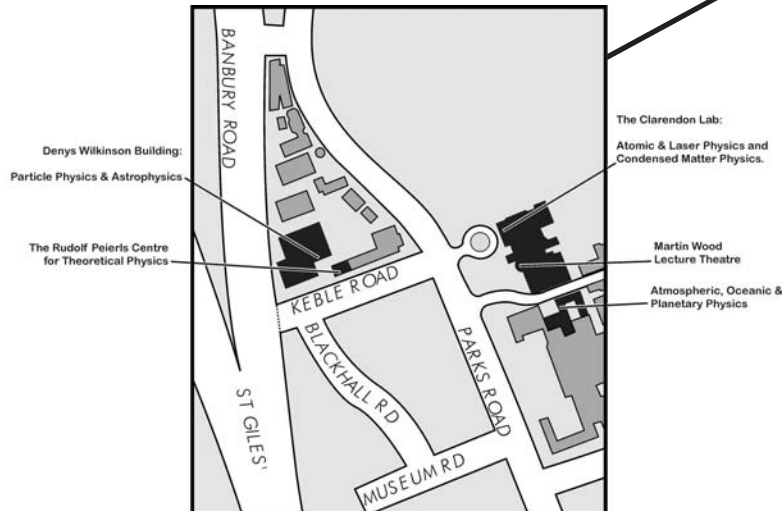 BANBURY ROAD
Denys Wilkinson Building:
Particle Physics & Astrophysics
The Rudolf Peierls Centre
for Theoretical Physics
The Clarendon Lab:
Atomic & Laser Physics and
Condensed Matter Physics.
Martin Wood
Lecture Theatre
Atmospheric, Oceanic &
Planetary Physics
KEBLE ROAD
BLACKHALL RD
PARKS ROAD
ST GILES'
MUSEUM RD